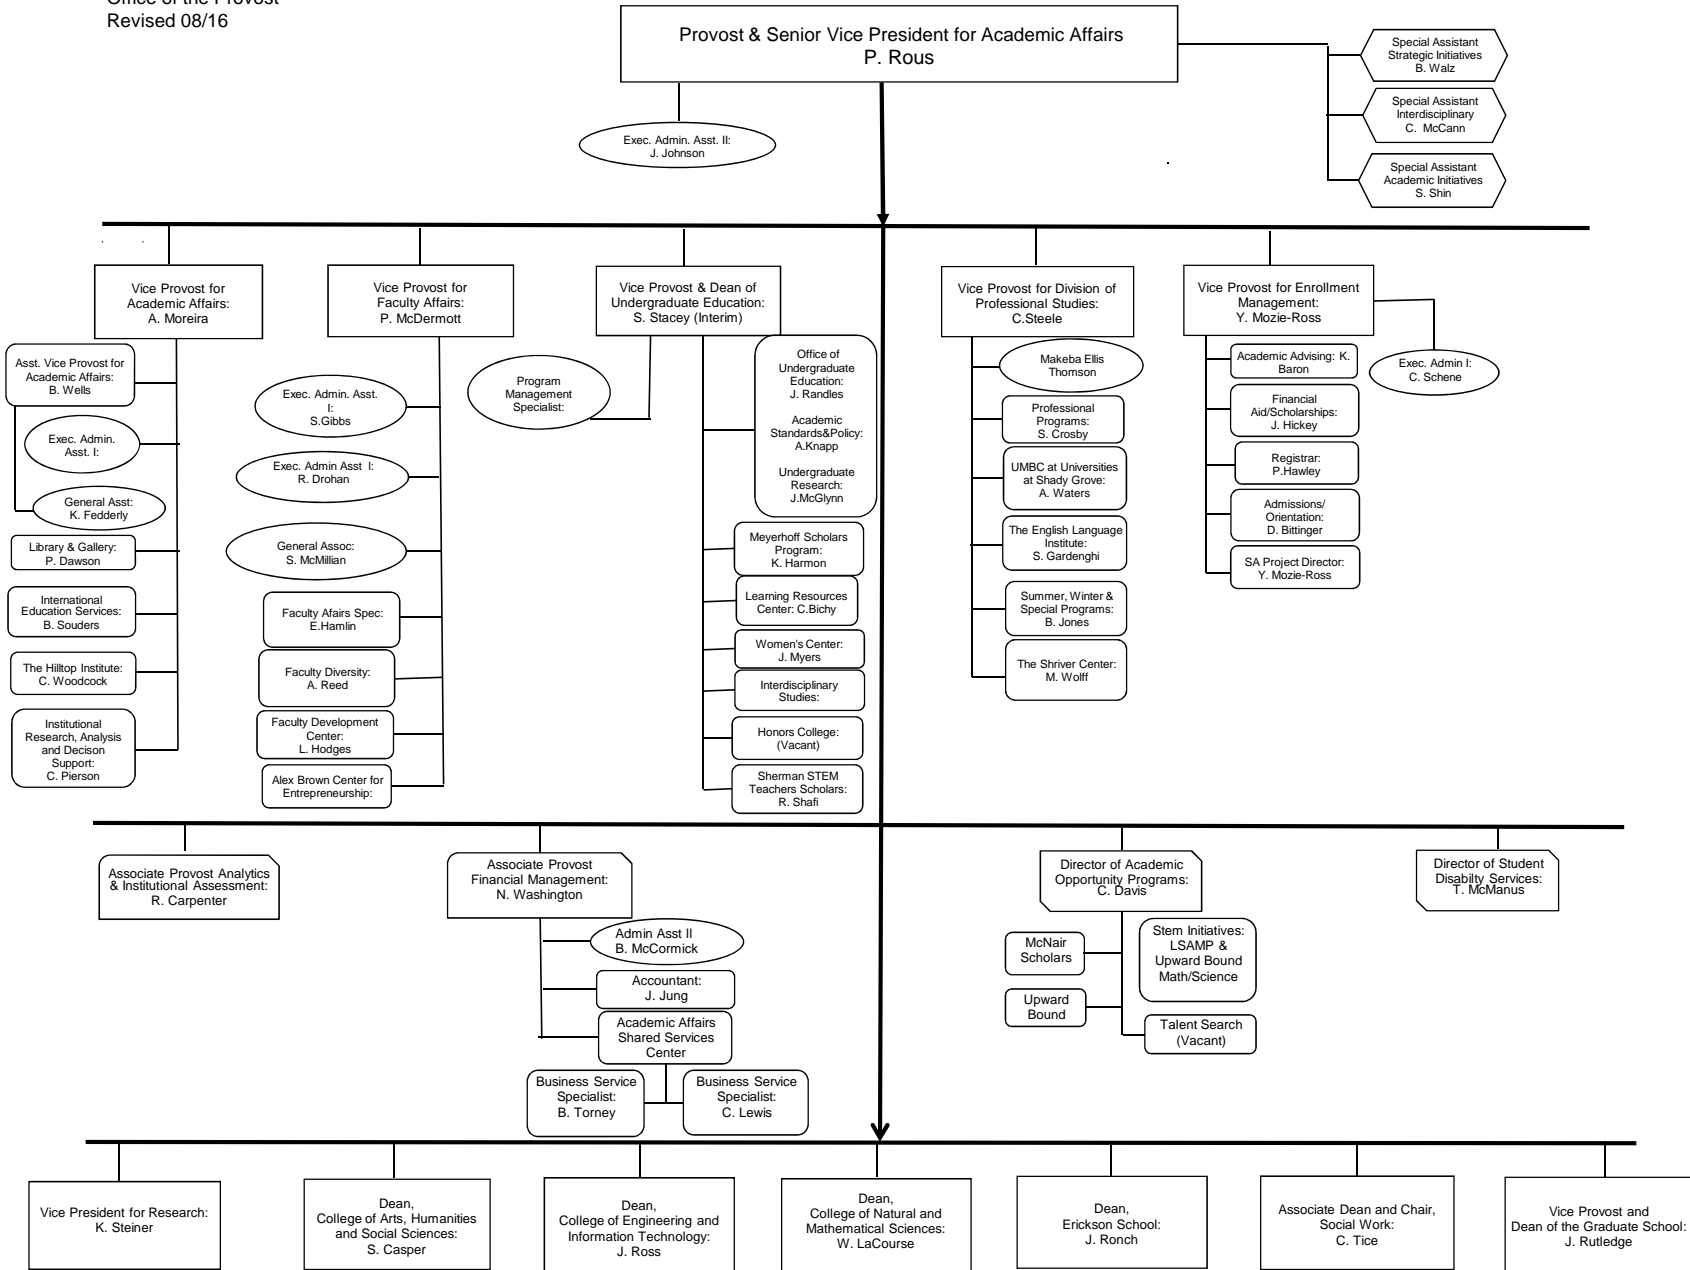 Office of the Provost
Revised 08/16
Provost & Senior Vice President for Academic Affairs
P. Rous
Special Assistant
Strategic Initiatives
B. Walz
Special Assistant
Interdisciplinary
C. McCann
Special Assistant
Academic Initiatives
S. Shin
Exec. Admin. Asst. II:
J. Johnson
Vice Provost for
Academic Affairs:
A. Moreira
Vice Provost for
Faculty Affairs:
P. McDermott
Vice Provost & Dean of
Undergraduate Education:
S. Stacey (Interim)
Vice Provost for Division of
Professional Studies:
C.Steele
Vice Provost for Enrollment
Management:
Y. Mozie-Ross
Asst. Vice Provost for
Academic Affairs:
B. Wells
Exec. Admin.
Asst. I:
General Asst:
K. Fedderly
Library & Gallery:
P. Dawson
International
Education Services:
B. Souders
The Hilltop Institute:
C. Woodcock
Institutional
Research, Analysis
and Decison
Support:
C. Pierson
Exec. Admin. Asst.
I:
S.Gibbs
Exec. Admin Asst I:
R. Drohan
General Assoc:
S. McMillian
Faculty Afairs Spec:
E.Hamlin
Faculty Diversity:
A. Reed
Faculty Development
Center:
L. Hodges
Alex Brown Center for
Entrepreneurship:
Program
Management
Specialist:
Office of
Undergraduate
Education:
J. Randles
Academic
Standards&Policy:
A.Knapp
Undergraduate
Research:
J.McGlynn
Meyerhoff Scholars
Program:
K. Harmon
Learning Resources
Center: C.Bichy
Women's Center:
J. Myers
Interdisciplinary
Studies:
Honors College:
(Vacant)
Sherman STEM
Teachers Scholars:
R. Shafi
Makeba Ellis
Thomson
Professional
Programs:
S. Crosby
UMBC at Universities
at Shady Grove:
A. Waters
The English Language
Institute:
S. Gardenghi
Summer, Winter &
Special Programs:
B. Jones
The Shriver Center:
M. Wolff
Academic Advising: K.
Baron
Financial
Aid/Scholarships:
J. Hickey
Registrar:
P.Hawley
Admissions/
Orientation:
D. Bittinger
SA Project Director:
Y. Mozie-Ross
Exec. Admin I:
C. Schene
Associate Provost Analytics
& Institutional Assessment:
R. Carpenter
Associate Provost
Financial Management:
N. Washington
Admin Asst II
B. McCormick
Accountant:
J. Jung
Academic Affairs
Shared Services
Center
Business Service
Specialist:
B. Torney
Business Service
Specialist:
C. Lewis
Director of Academic
Opportunity Programs:
C. Davis
McNair
Scholars
Upward
Bound
Stem Initiatives:
LSAMP &
Upward Bound
Math/Science
Talent Search
(Vacant)
Director of Student
Disabilty Services:
T. McManus
Vice President for Research:
K. Steiner
Dean,
College of Arts, Humanities
and Social Sciences:
S. Casper
Dean,
College of Engineering and
Information Technology:
J. Ross
Dean,
College of Natural and
Mathematical Sciences:
W. LaCourse
Dean,
Erickson School:
J. Ronch
Associate Dean and Chair,
Social Work:
C. Tice
Vice Provost and
Dean of the Graduate School:
J. Rutledge